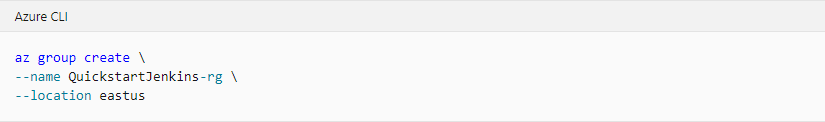 Azure CLI
az group create \
--name QuickstartJenkins-rg \
--location eastus